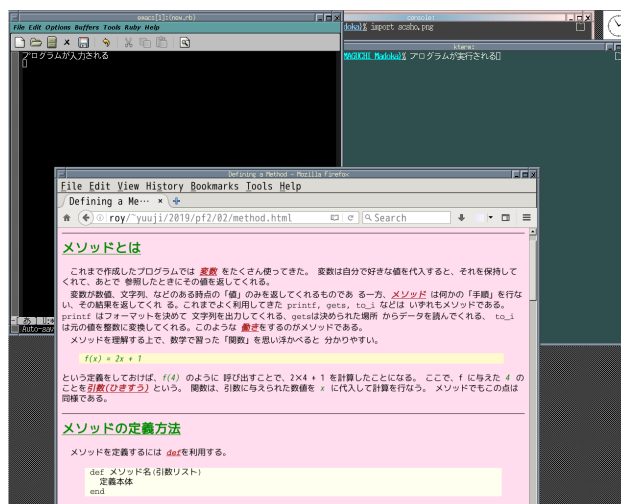 emacs[1]:(new.rb)
File Edit Options Buffers Tools Ruby Help
プログラムが入力される
Auto-sav
console:
doka)% import scsho.png
kterm:
MAGUCHI Madoka)% プログラムが実行される
Defining a Method - Mozilla Firefox
File Edit View History Bookmarks Tools Help
Defining a Me… ×
roy/~yuuji/2019/pf2/02/method.html
Search
メソッドとは
これまで作成したプログラムでは 変数 をたくさん使ってきた。 変数は自分で好きな値を代入すると、それを保持して
くれて、あとで 参照したときにその値を返してくれる。
変数が数値、文字列、などのある時点の「値」のみを返してくれるものであ る一方、メソッド は何かの「手順」を行な
い、その結果を返してくれ る。これまでよく利用してきた printf, gets, to_i などは いずれもメソッドである。
printf はフォーマットを決めて 文字列を出力してくれる、getsは決められた場所 からデータを読んでくれる、 to_i
は元の値を整数に変換してくれる。このような 働きをするのがメソッドである。
メソッドを理解する上で、数学で習った「関数」を思い浮かべると 分かりやすい。
f(x) = 2x + 1
という定義をしておけば、f(4) のように 呼び出すことで、2×4 + 1 を計算したことになる。 ここで、f に与えた 4 の
ことを引数(ひきすう) という。 関数は、引数に与えられた数値を x に代入して計算を行なう。 メソッドでもこの点は
同様である。
メソッドの定義方法
メソッドを定義するには defを利用する。
def メソッド名(引数リスト)
定義本体
end